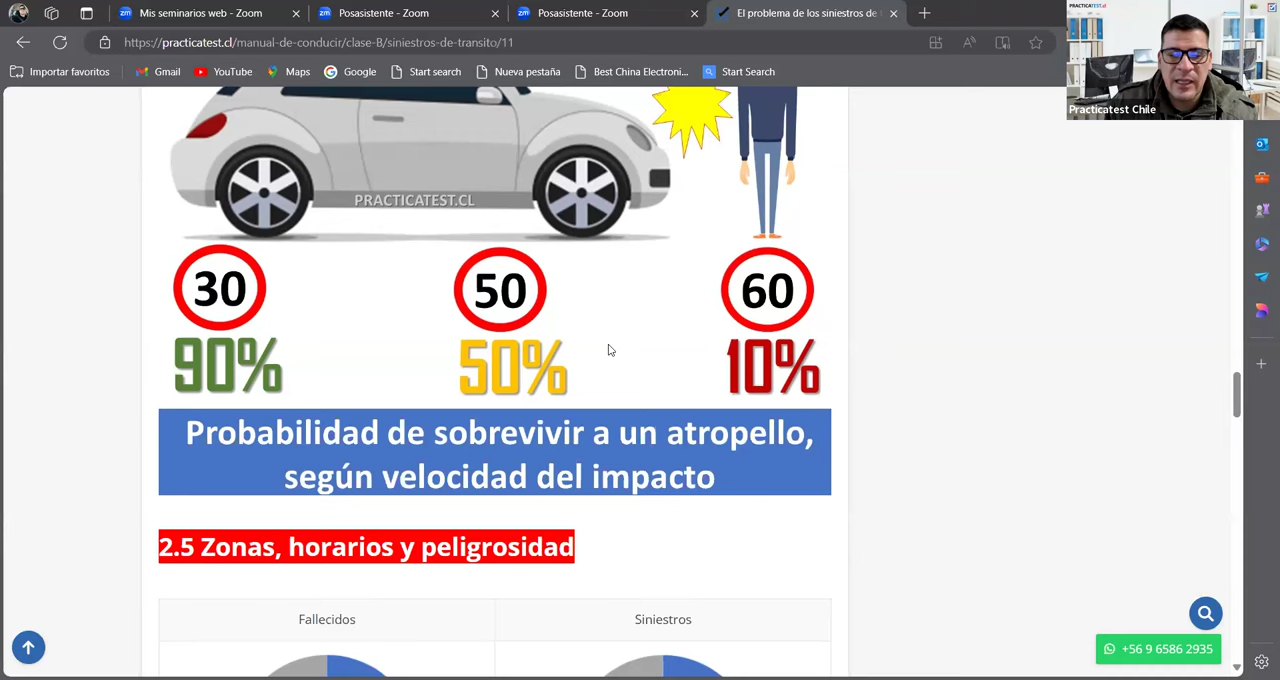 Mis seminarios web - Zoom
Posasistente - Zoom
Posasistente - Zoom
El problema de los siniestros de
https://practicatest.cl/manual-de-conducir/clase-B/siniestros-de-transito/11
Importar favoritos
Gmail
YouTube
Maps
Google
Start search
Nueva pestaña
Best China Electroni...
Start Search
PRACTICATEST.cl
Practicatest Chile
PRACTICATEST.CL
30
50
60
90%
50%
10%
Probabilidad de sobrevivir a un atropello,
según velocidad del impacto
2.5 Zonas, horarios y peligrosidad
Fallecidos
Siniestros
+56 9 6586 2935